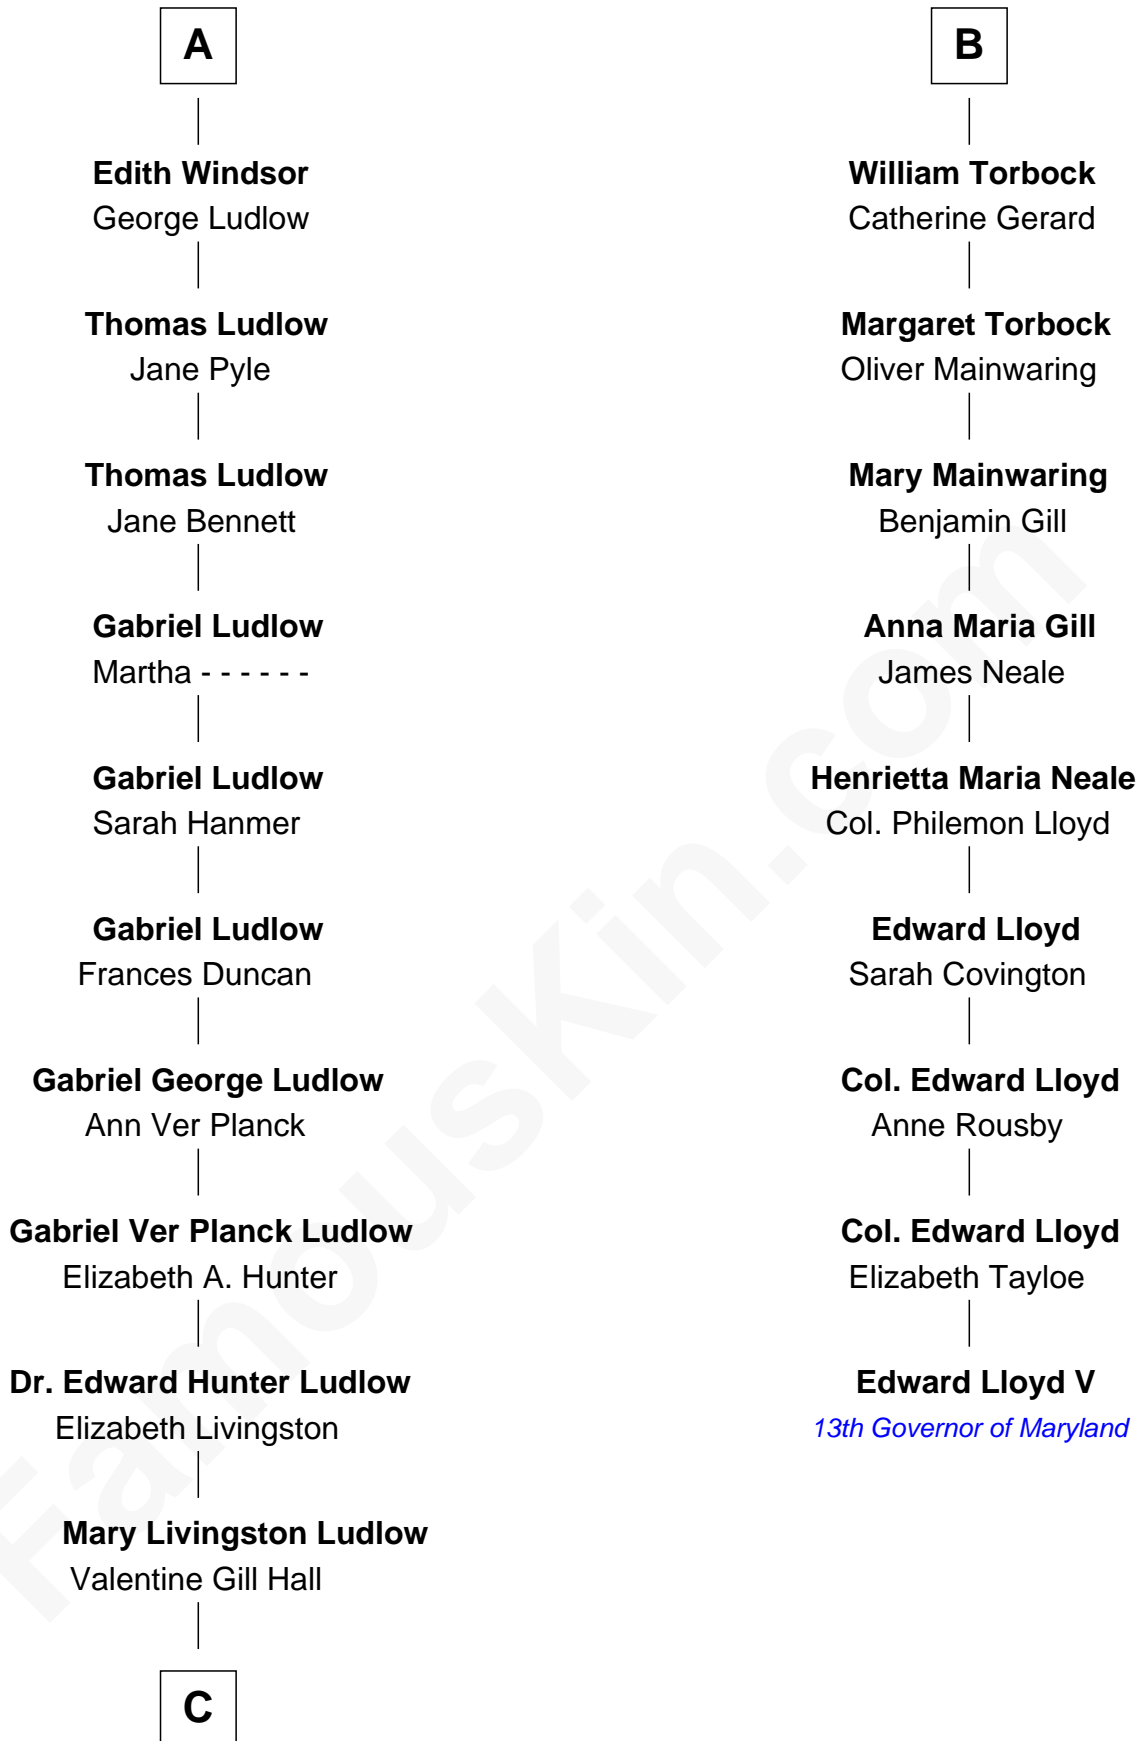 A
Edith Windsor
George Ludlow
Thomas Ludlow
Jane Pyle
Thomas Ludlow
Jane Bennett
Gabriel Ludlow
Martha - - - - - -
Gabriel Ludlow
Sarah Hanmer
Gabriel Ludlow
Frances Duncan
Gabriel George Ludlow
Ann Ver Planck
Gabriel Ver Planck Ludlow
Elizabeth A. Hunter
Dr. Edward Hunter Ludlow
Elizabeth Livingston
Mary Livingston Ludlow
Valentine Gill Hall
C
B
William Torbock
Catherine Gerard
Margaret Torbock
Oliver Mainwaring
Mary Mainwaring
Benjamin Gill
Anna Maria Gill
James Neale
Henrietta Maria Neale
Col. Philemon Lloyd
Edward Lloyd
Sarah Covington
Col. Edward Lloyd
Anne Rousby
Col. Edward Lloyd
Elizabeth Tayloe
Edward Lloyd V
13th Governor of Maryland
FamousKin.com